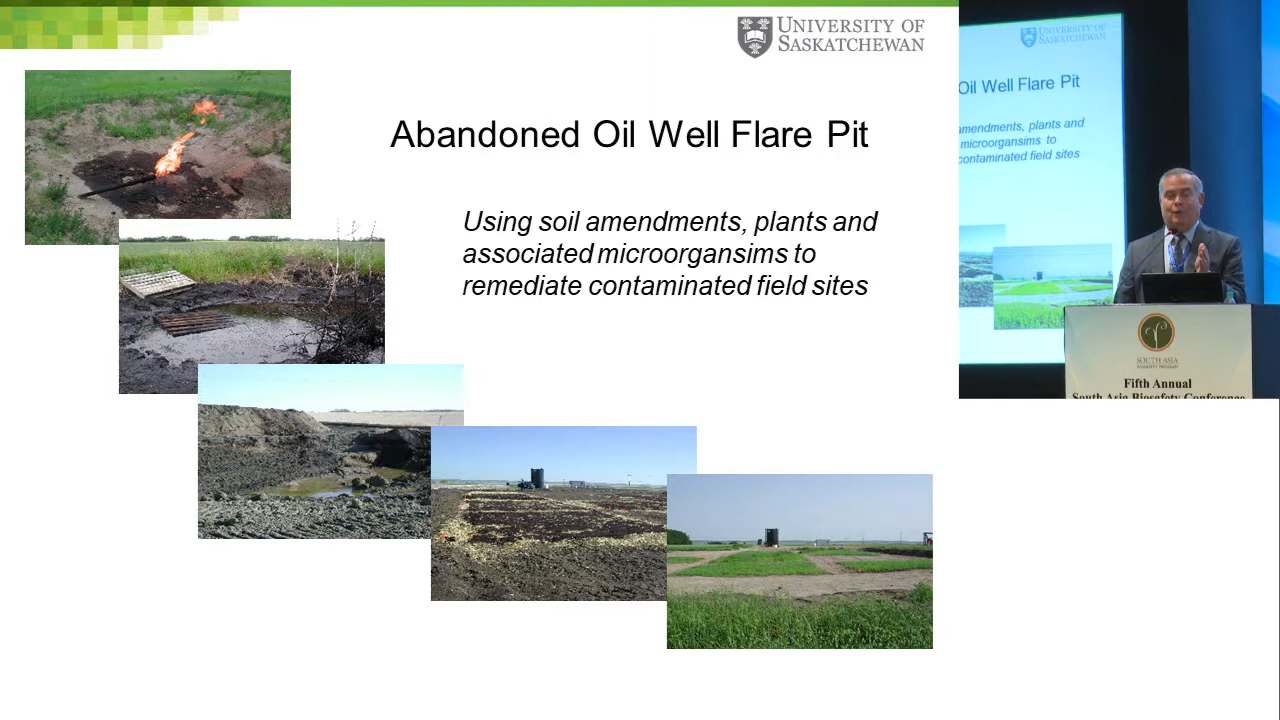 UNIVERSITY OF
SASKATCHEWAN
Abandoned Oil Well Flare Pit
Using soil amendments, plants and
associated microorgansims to
remediate contaminated field sites
UNIVERSITY OF
SASKATCHEWAN
Oil Well Flare Pit
amendments, plants and
microorgansims to
contaminated field sites
SOUTH ASIA
BIOSAFETY PROGRAM
Fifth Annual
South Asia Biosafety Conference